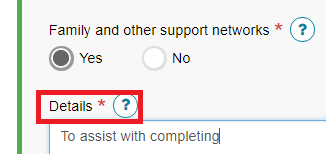 Family and other support networks * ?
Yes No
Details * ?
To assist with completing